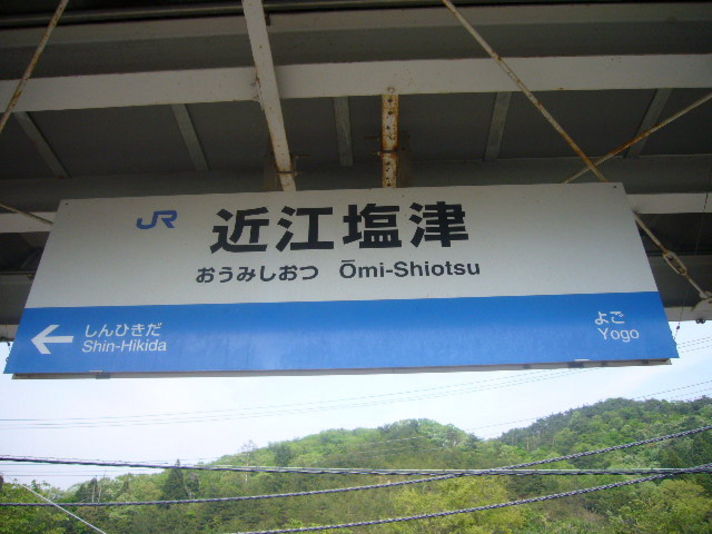 JR 近江塩津
おうみしおつ Ōmi-Shiotsu
← しんひきだ よご
Shin-Hikida Yogo